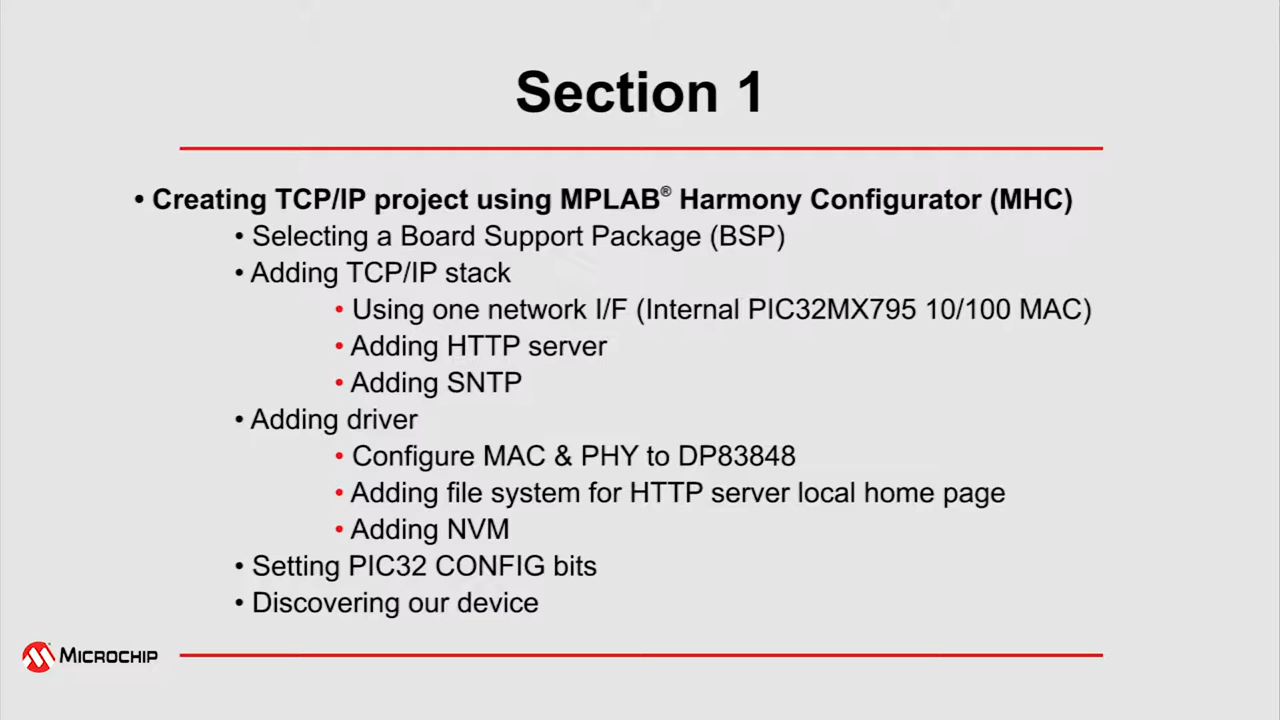 Section 1
• Creating TCP/IP project using MPLAB® Harmony Configurator (MHC)
• Selecting a Board Support Package (BSP)
• Adding TCP/IP stack
• Using one network I/F (Internal PIC32MX795 10/100 MAC)
• Adding HTTP server
• Adding SNTP
• Adding driver
• Configure MAC & PHY to DP83848
• Adding file system for HTTP server local home page
• Adding NVM
• Setting PIC32 CONFIG bits
• Discovering our device
MICROCHIP